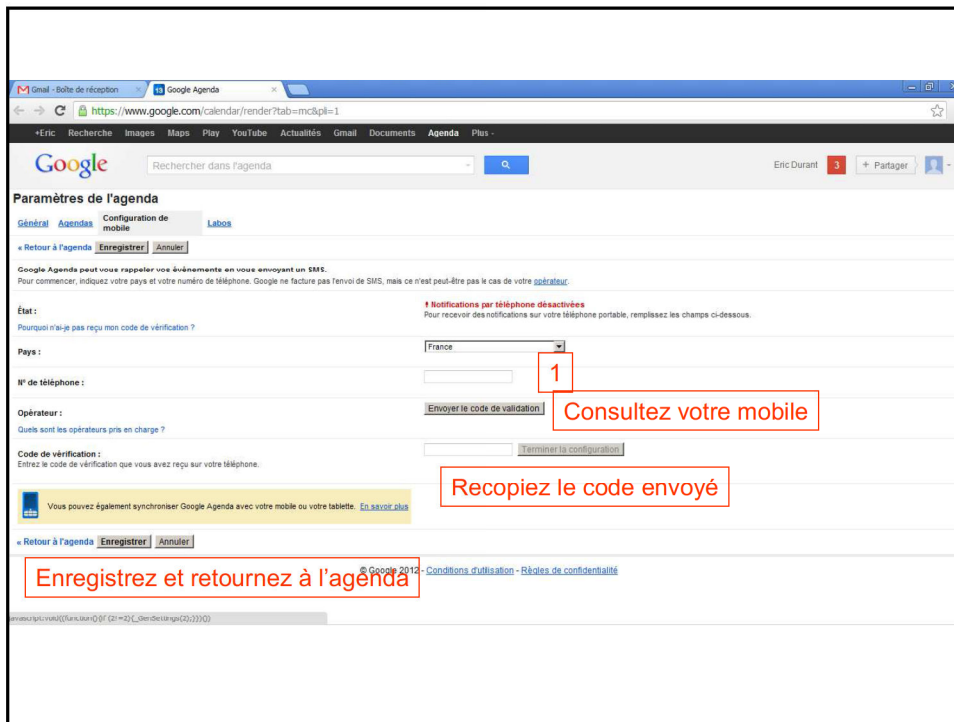 Gmail - Boîte de réception × 13 Google Agenda ×
https://www.google.com/calendar/render?tab=mc&pli=1
+Eric Recherche Images Maps Play YouTube Actualités Gmail Documents Agenda Plus
Google Rechercher dans l'agenda Eric Durant 3 + Partager
Paramètres de l'agenda
Général Agendas Configuration de mobile Labos
« Retour à l'agenda Enregistrer Annuler
Google Agenda peut vous rappeler vos évènements en vous envoyant un SMS.
Pour commencer, indiquez votre pays et votre numéro de téléphone. Google ne facture pas l'envoi de SMS, mais ce n'est peut-être pas le cas de votre opérateur.
État :
! Notifications par téléphone désactivées
Pour recevoir des notifications sur votre téléphone portable, remplissez les champs ci-dessous.
Pourquoi n'ai-je pas reçu mon code de vérification ?
Pays : France
1
N° de téléphone :
Opérateur : Envoyer le code de validation
Consultez votre mobile
Quels sont les opérateurs pris en charge ?
Code de vérification : Terminer la configuration
Entrez le code de vérification que vous avez reçu sur votre téléphone.
Recopiez le code envoyé
Vous pouvez également synchroniser Google Agenda avec votre mobile ou votre tablette. En savoir plus
« Retour à l'agenda Enregistrer Annuler
© Google 2012 - Conditions d'utilisation - Règles de confidentialité
Enregistrez et retournez à l’agenda